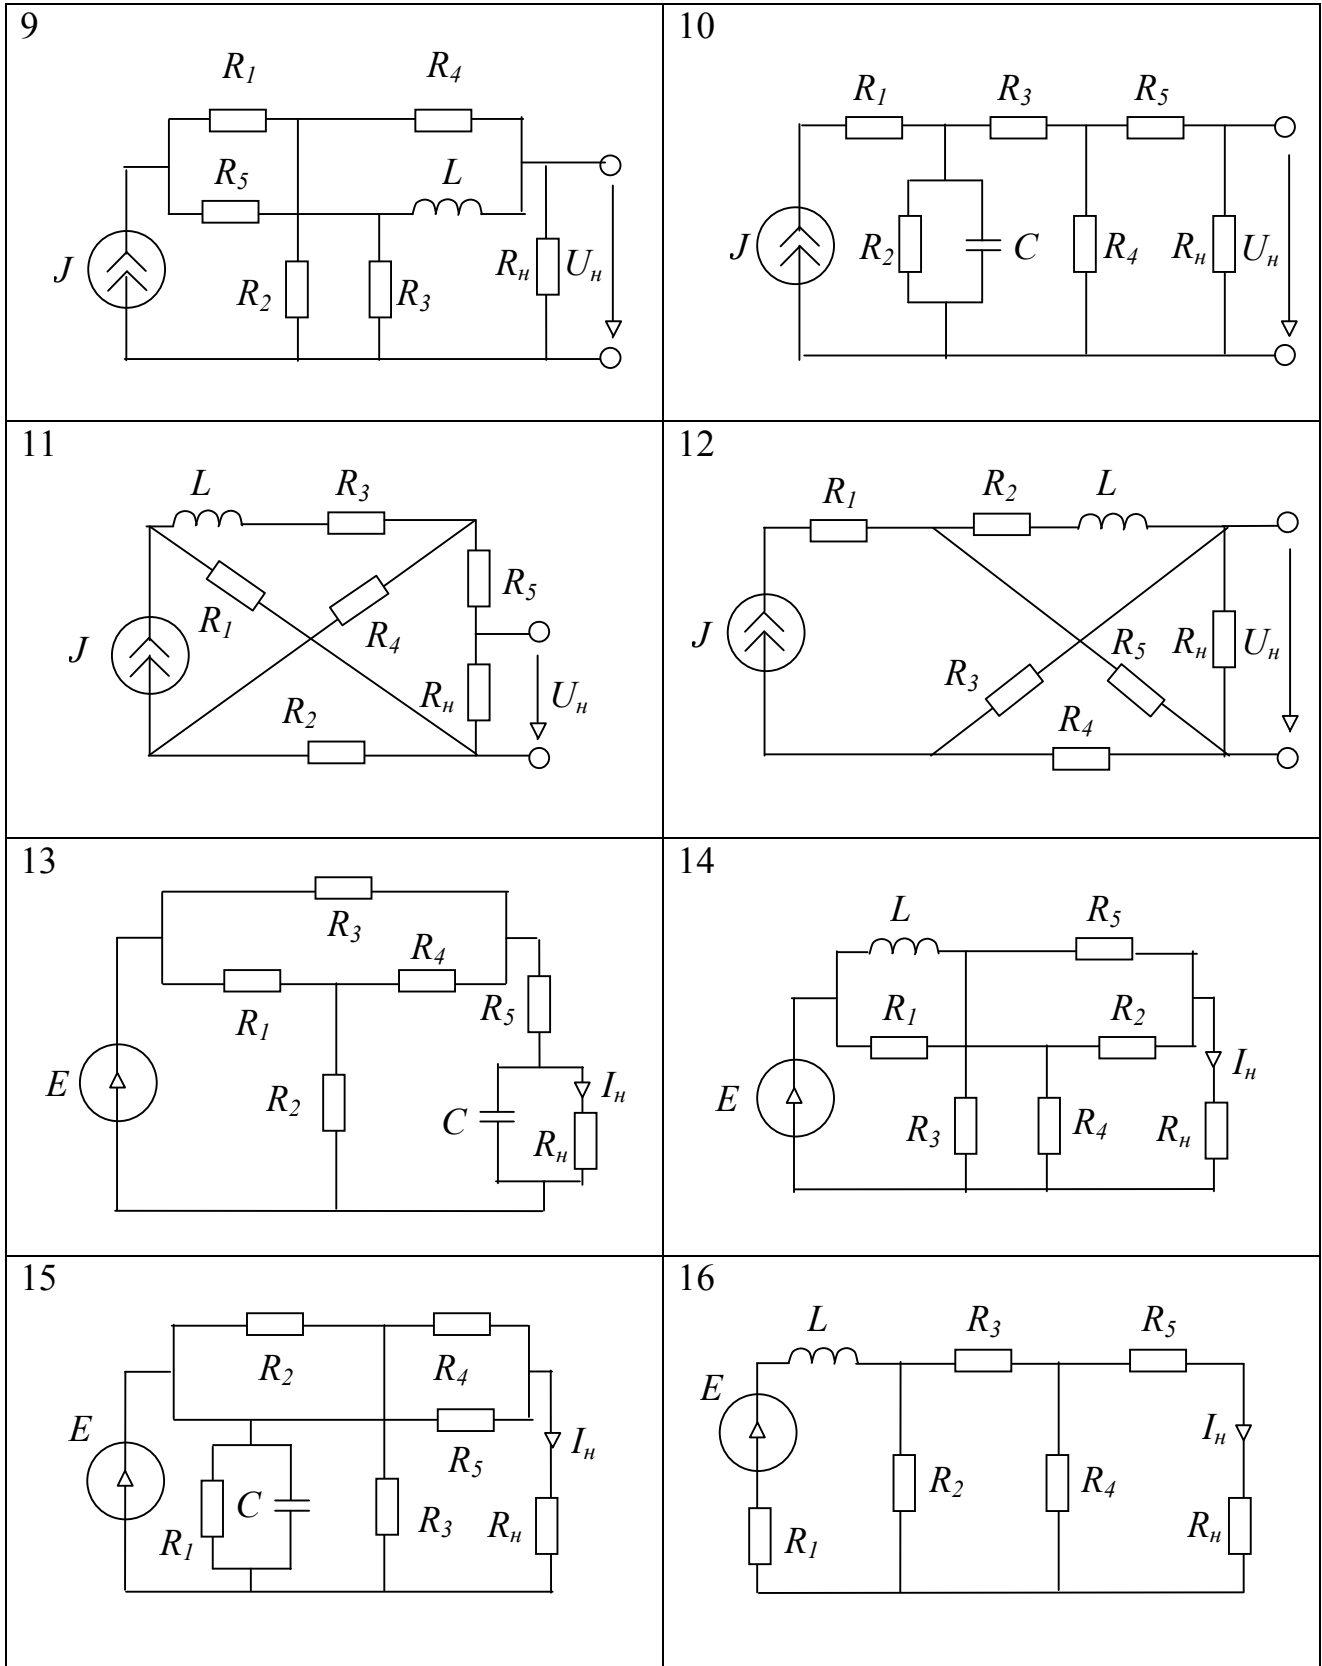 9
R1 R4
R5 L
J R2 R3 Rн Uн
10
R1 R3 R5
J R2 C R4 Rн Uн
11
L R3
R5
R1 R4
J
R2 Rн Uн
12
R1 R2 L
J R3 R5 Rн Uн
R4
13
R3
R4
R1 R5
E R2 C Iн
Rн
14
L R5
R1 R2
E Iн
R3 R4 Rн
15
R2 R4
E Iн
R5
C
R1 R3 Rн
16
L R3 R5
E Iн
R2 R4
R1 Rн